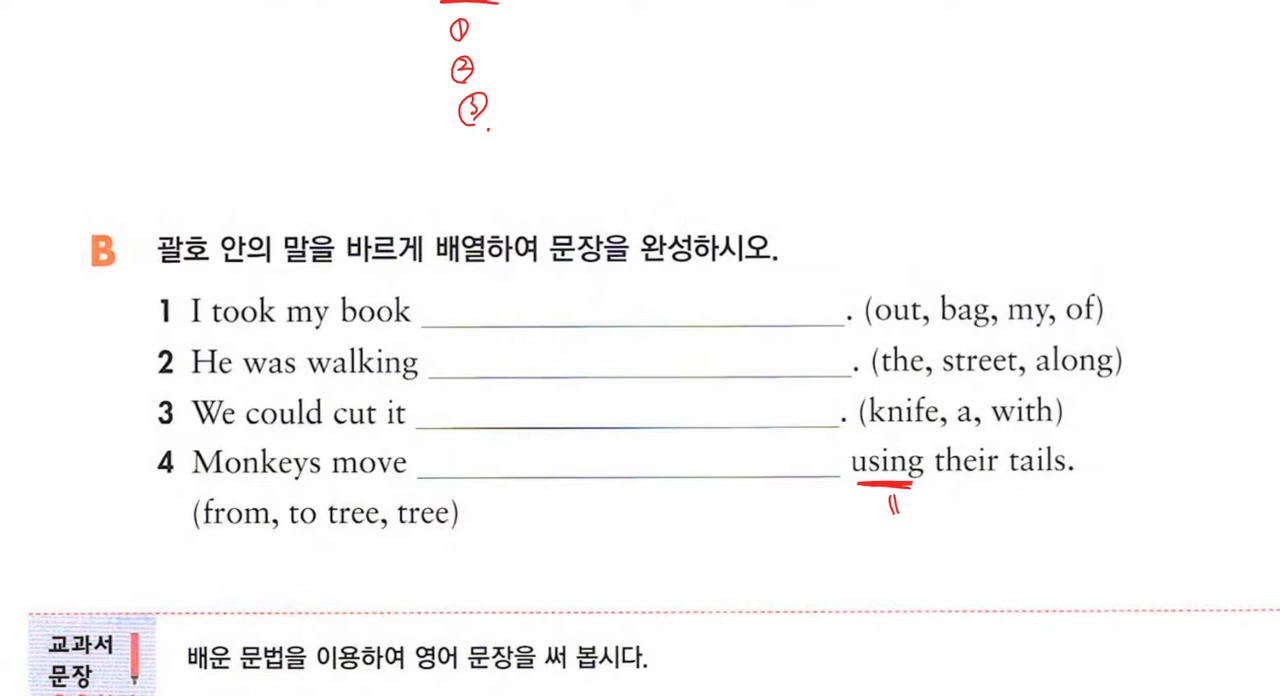 ①
②
③.
B 괄호 안의 말을 바르게 배열하여 문장을 완성하시오.
1 I took my book ____________________. (out, bag, my, of)
2 He was walking ____________________. (the, street, along)
3 We could cut it ____________________. (knife, a, with)
4 Monkeys move ____________________ using their tails.
(from, to tree, tree)
교과서
문장
배운 문법을 이용하여 영어 문장을 써 봅시다.